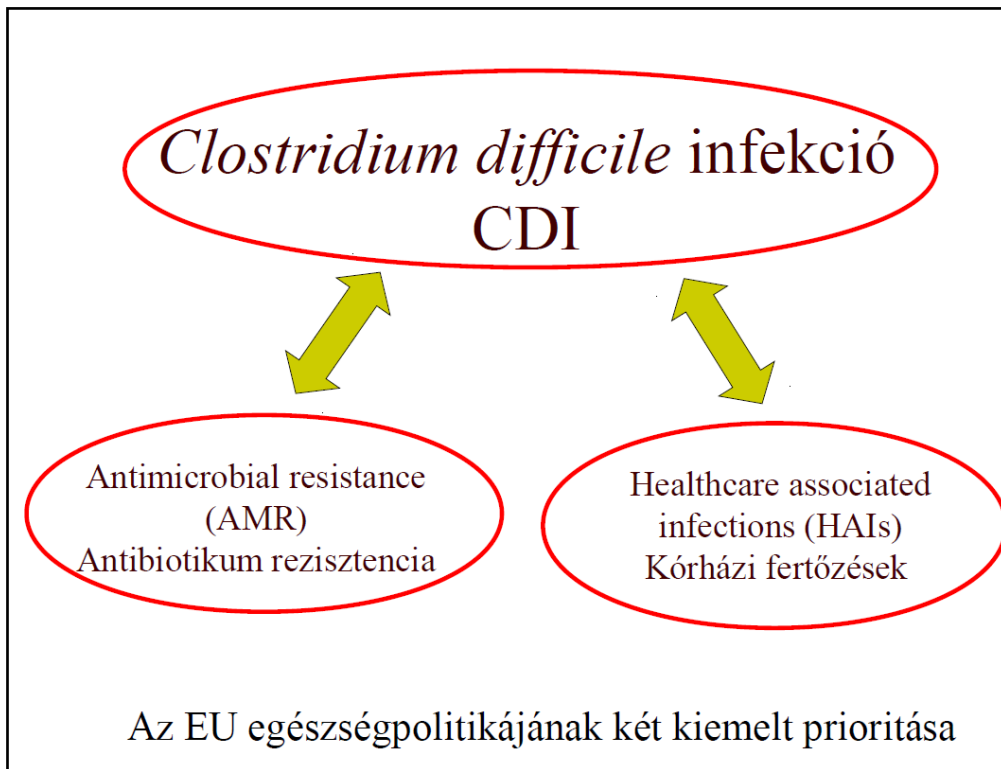 Clostridium difficile infekció
CDI
Antimicrobial resistance
(AMR)
Antibiotikum rezisztencia
Healthcare associated
infections (HAIs)
Kórházi fertőzések
Az EU egészségpolitikájának két kiemelt prioritása